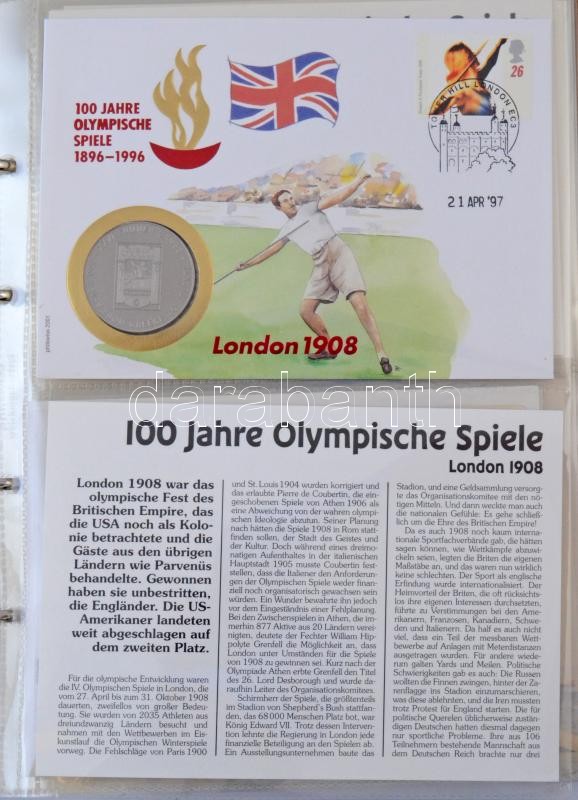 100 JAHRE
OLYMPISCHE
SPIELE
1896–1996
26
TOWER HILL LONDON EC3
21 APR '97
London 1908
philswiss 2001
darabanth
100 Jahre Olympische Spiele
London 1908
London 1908 war das
olympische Fest des
Britischen Empire, das
die USA noch als Kolo-
nie betrachtete und die
Gäste aus den übrigen
Ländern wie Parvenüs
behandelte. Gewonnen
haben sie unbestritten,
die Engländer. Die US-
Amerikaner landeten
weit abgeschlagen auf
dem zweiten Platz.
Für die olympische Entwicklung waren
die IV. Olympischen Spiele in London, die
vom 27. April bis zum 31. Oktober 1908
dauerten, zweifellos von großer Bedeu-
tung. Sie wurden von 2035 Athleten aus
dreiundzwanzig Ländern besucht und
nahmen mit den Wettbewerben im Eis-
kunstlauf die Olympischen Winterspiele
vorweg. Die Fehlschläge von Paris 1900
und St. Louis 1904 wurden korrigiert und
das erlaubte Pierre de Coubertin, die ein-
geschobenen Spiele von Athen 1906 als
eine Abweichung von der wahren olympi-
schen Ideologie abzutun. Seiner Planung
nach hätten die Spiele 1908 in Rom statt-
finden sollen, der Stadt des Geistes und
der Kultur. Doch während eines dreimo-
natigen Aufenthaltes in der italienischen
Hauptstadt 1905 musste Coubertin fest-
stellen, dass die Italiener den Anforderun-
gen der Olympischen Spiele weder finan-
ziell noch organisatorisch gewachsen sein
würden. Ein Wunder bewahrte ihn jedoch
vor dem Eingeständnis einer Fehlplanung.
Bei den Zwischenspielen in Athen, die im-
merhin 877 Aktive aus 20 Ländern verei-
nigten, deutete der Fechter William Hip-
polyte Grenfell die Möglichkeit an, dass
London unter Umständen für die Spiele
von 1908 zu gewinnen sei. Kurz nach der
Olympiade Athen erbte Grenfell den Titel
des 26. Lord Desborough und wurde da-
raufhin Leiter des Organisationskomitees.
Schirmherr der Spiele, die größtenteils
im Stadion von Shepherd's Bush stattfan-
den, das 68000 Menschen Platz bot, war
König Edward VII. Trotz dessen Interven-
tion lehnte die Regierung in London jede
finanzielle Beteiligung an den Spielen ab.
Ein Ausstellungsunternehmen baute das
Stadion, und eine Geldsammlung versorg-
te das Organisationskomitee mit den nö-
tigen Mitteln. Und dann weckte man auch
die nationalen Gefühle: Es gehe schließ-
lich um die Ehre des Britischen Empires!
Da es auch 1908 noch kaum interna-
tionale Sportfachverbände gab, die hätten
sagen können, wie Wettkämpfe abzuwi-
ckeln seien, legten die Briten die eigenen
Maßstäbe an, und das waren nun wirklich
keine schlechten. Der Sport als englische
Erfindung wurde internationalisiert. Der
Heimvorteil der Briten, die oft rücksichts-
los ihre eigenen Interessen durchsetzten,
führte zu Verstimmungen bei den Ame-
rikanern, Franzosen, Kanadiern, Schwe-
den und Italienern. Da half es auch nicht
viel, dass ein Teil der messbaren Wett-
bewerbe auf Anlagen mit Meterdistanzen
ausgetragen wurden. Für andere wiede-
rum galten Yards und Meilen. Politische
Schwierigkeiten gab es auch: Die Russen
wollten die Finnen zwingen, hinter der Za-
renflagge ins Stadion einzumarschieren,
was diese ablehnten, und die Iren mussten
trotz Protest für England starten. Die für
politische Querelen üblicherweise zustän-
digen Deutschen hatten diesmal dagegen
nur sportliche Probleme. Ihre aus 106
Teilnehmern bestehende Mannschaft aus
dem Deutschen Reich brachte nur drei